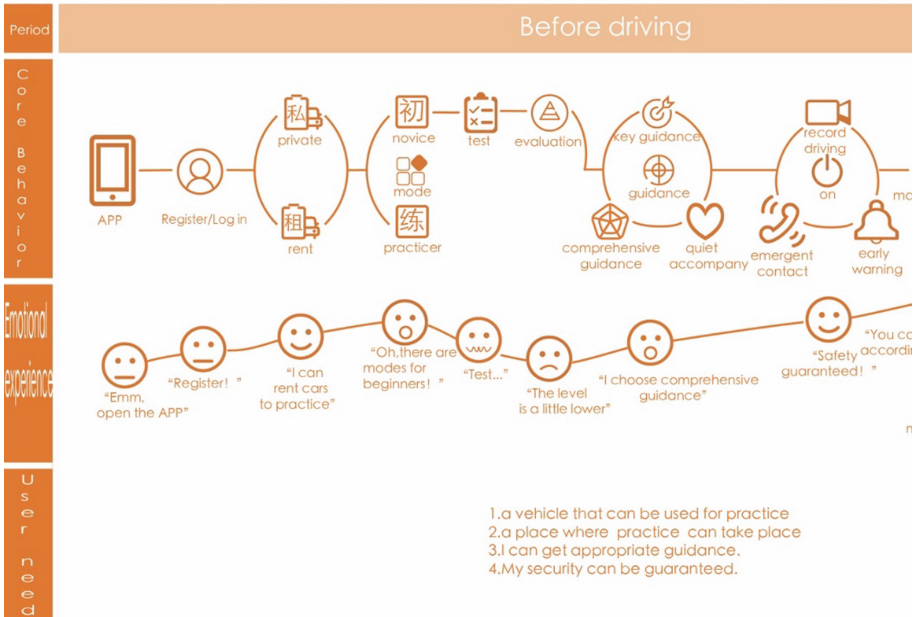 Period
Before driving
Core Behavior
私
private
初
novice
test
evaluation
key guidance
record
driving
mode
guidance
on
APP
Register/Log in
租
rent
练
practicer
comprehensive
guidance
quiet
accompany
emergent
contact
early
warning
Emotional
experience
“Emm,
open the APP”
“Register！”
“I can
rent cars
to practice”
“Oh,there are
modes for
beginners！”
“Test...”
“The level
is a little lower”
“I choose comprehensive
guidance”
“Safety
guaranteed！”
“You co
accordin
User need
1.a vehicle that can be used for practice
2.a place where practice can take place
3.I can get appropriate guidance.
4.My security can be guaranteed.